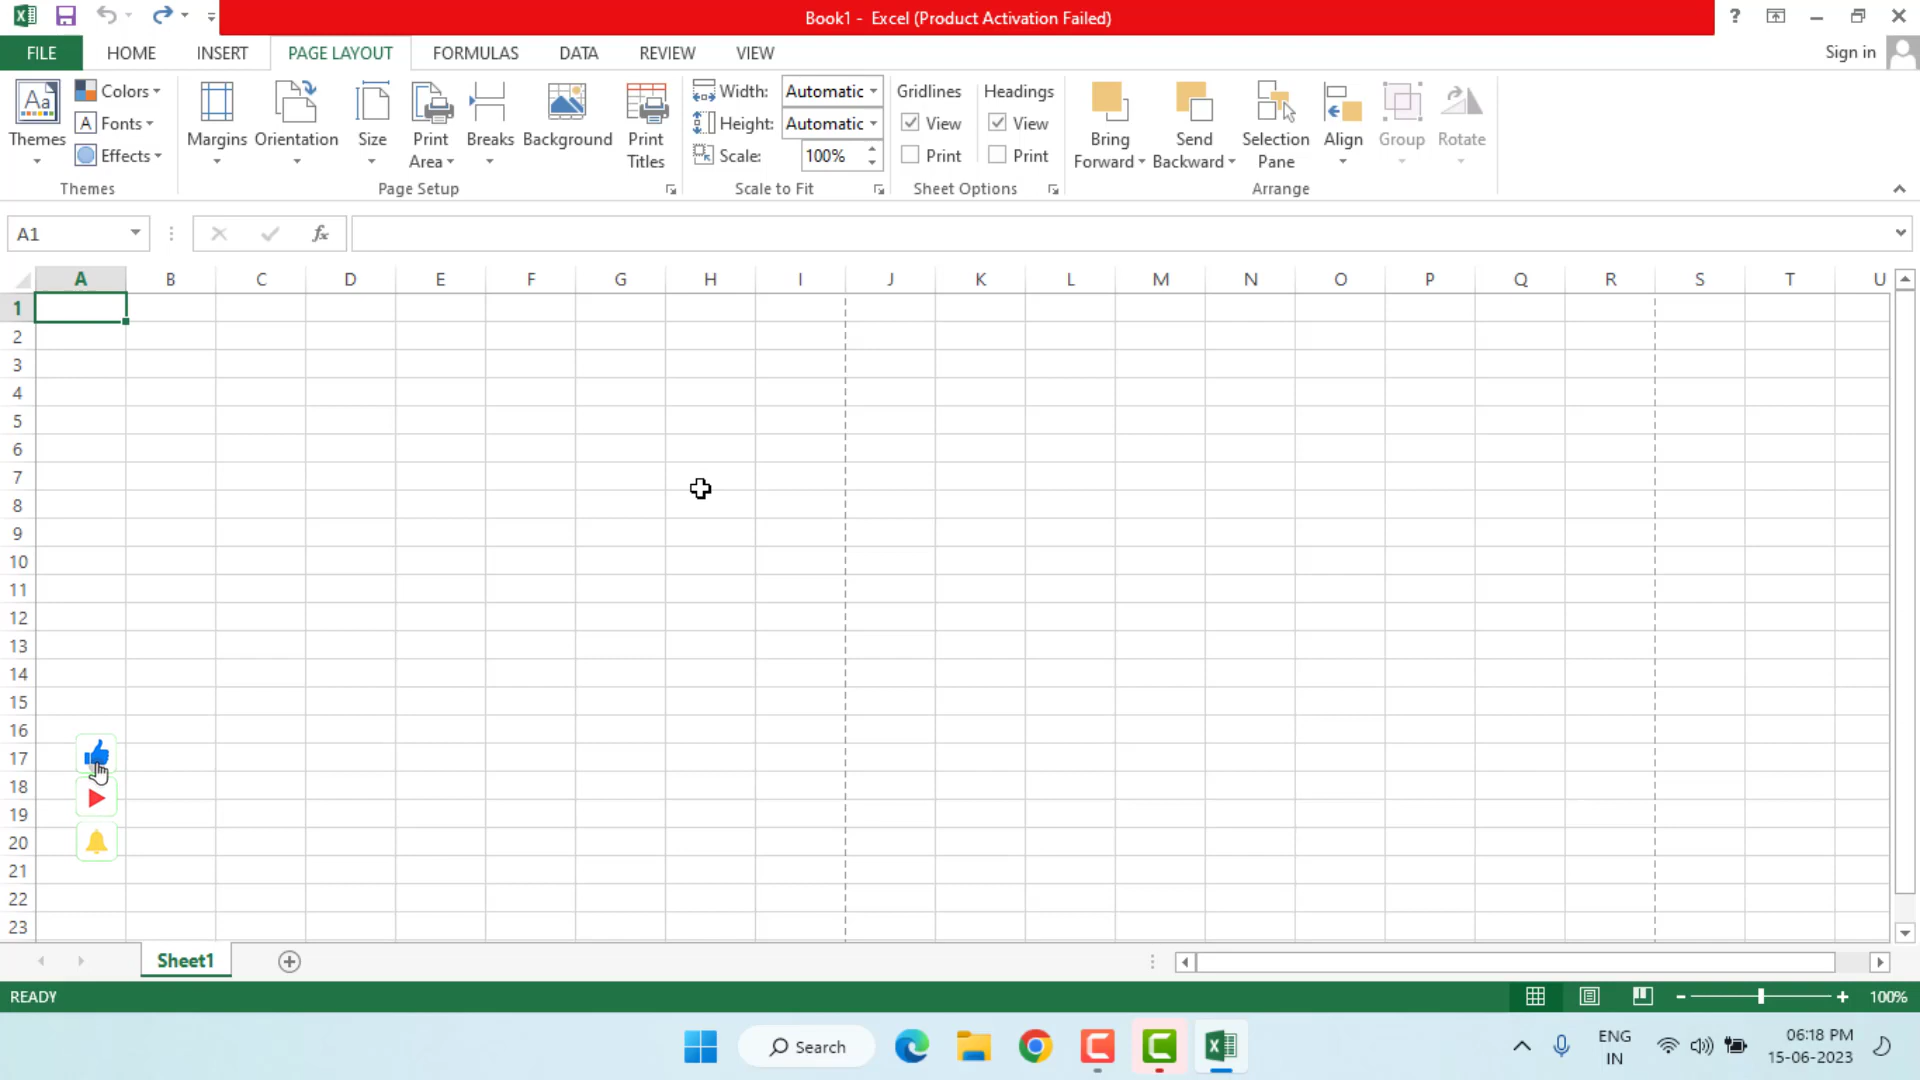 Book1 - Excel (Product Activation Failed)
?
FILE HOME INSERT PAGE LAYOUT FORMULAS DATA REVIEW VIEW Sign in
Themes Colors Fonts Effects
Margins Orientation Size Print Area Breaks Background Print Titles
Width: Automatic
Height: Automatic
Scale: 100%
Gridlines Headings
View View
Print Print
Bring Forward Send Backward Selection Pane Align Group Rotate
Themes Page Setup Scale to Fit Sheet Options Arrange
A1 fx
A B C D E F G H I J K L M N O P Q R S T U
1
2
3
4
5
6
7
8
9
10
11
12
13
14
15
16
17
18
19
20
21
22
23
Sheet1
READY 100%
Search ENG IN 06:18 PM
15-06-2023